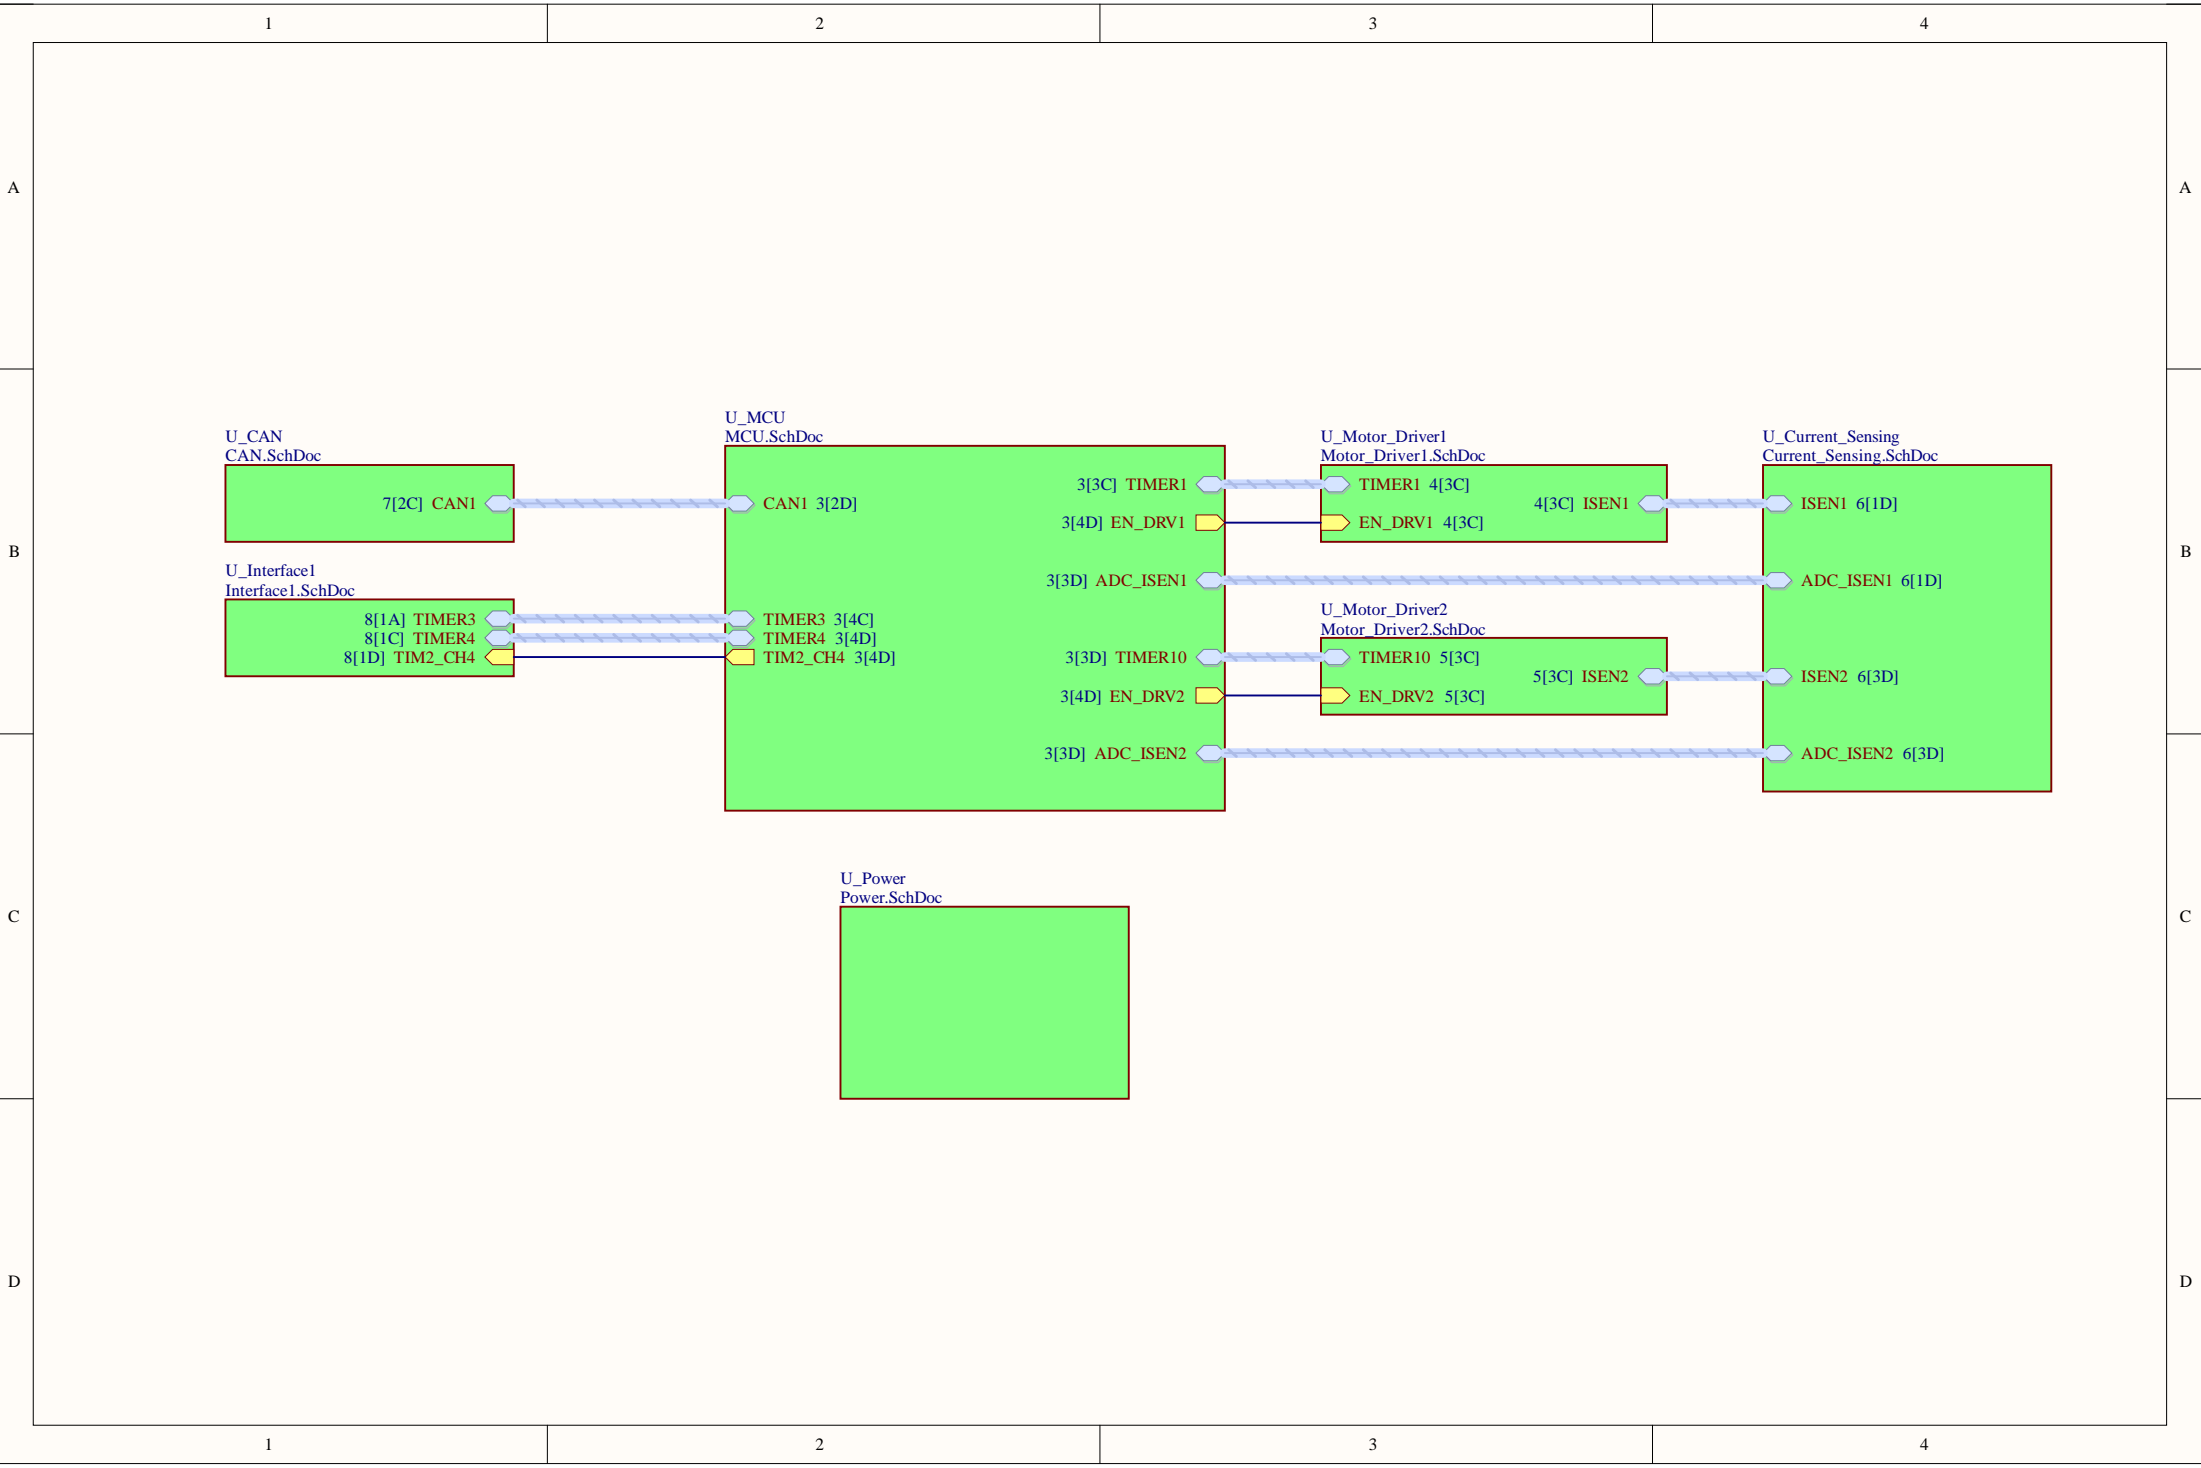 1 2 3 4
A A
U_MCU
MCU.SchDoc
U_CAN
CAN.SchDoc
7[2C] CAN1
CAN1 3[2D]
3[3C] TIMER1
3[4D] EN_DRV1
U_Motor_Driver1
Motor_Driver1.SchDoc
TIMER1 4[3C]
EN_DRV1 4[3C]
4[3C] ISEN1
U_Current_Sensing
Current_Sensing.SchDoc
ISEN1 6[1D]
B B
U_Interface1
Interface1.SchDoc
8[1A] TIMER3
8[1C] TIMER4
8[1D] TIM2_CH4
TIMER3 3[4C]
TIMER4 3[4D]
TIM2_CH4 3[4D]
3[3D] ADC_ISEN1
ADC_ISEN1 6[1D]
3[3D] TIMER10
3[4D] EN_DRV2
U_Motor_Driver2
Motor_Driver2.SchDoc
TIMER10 5[3C]
EN_DRV2 5[3C]
5[3C] ISEN2
ISEN2 6[3D]
3[3D] ADC_ISEN2
ADC_ISEN2 6[3D]
U_Power
Power.SchDoc
C C
D D
1 2 3 4